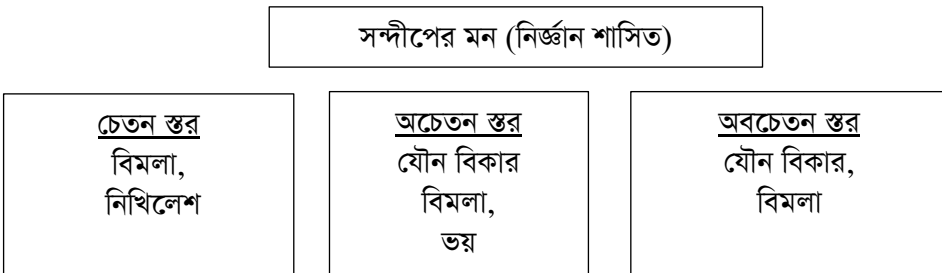 সন্দীপের মন (নির্জ্ঞান শাসিত)
চেতন স্তর
বিমলা,
নিখিলেশ
অচেতন স্তর
যৌন বিকার
বিমলা,
ভয়
অবচেতন স্তর
যৌন বিকার,
বিমলা